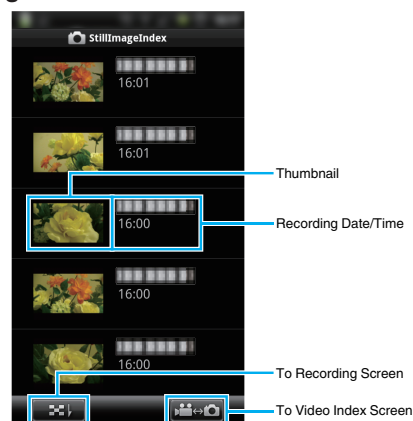 StillImageIndex
16:01
16:01
Thumbnail
16:00
Recording Date/Time
16:00
16:00
To Recording Screen
To Video Index Screen